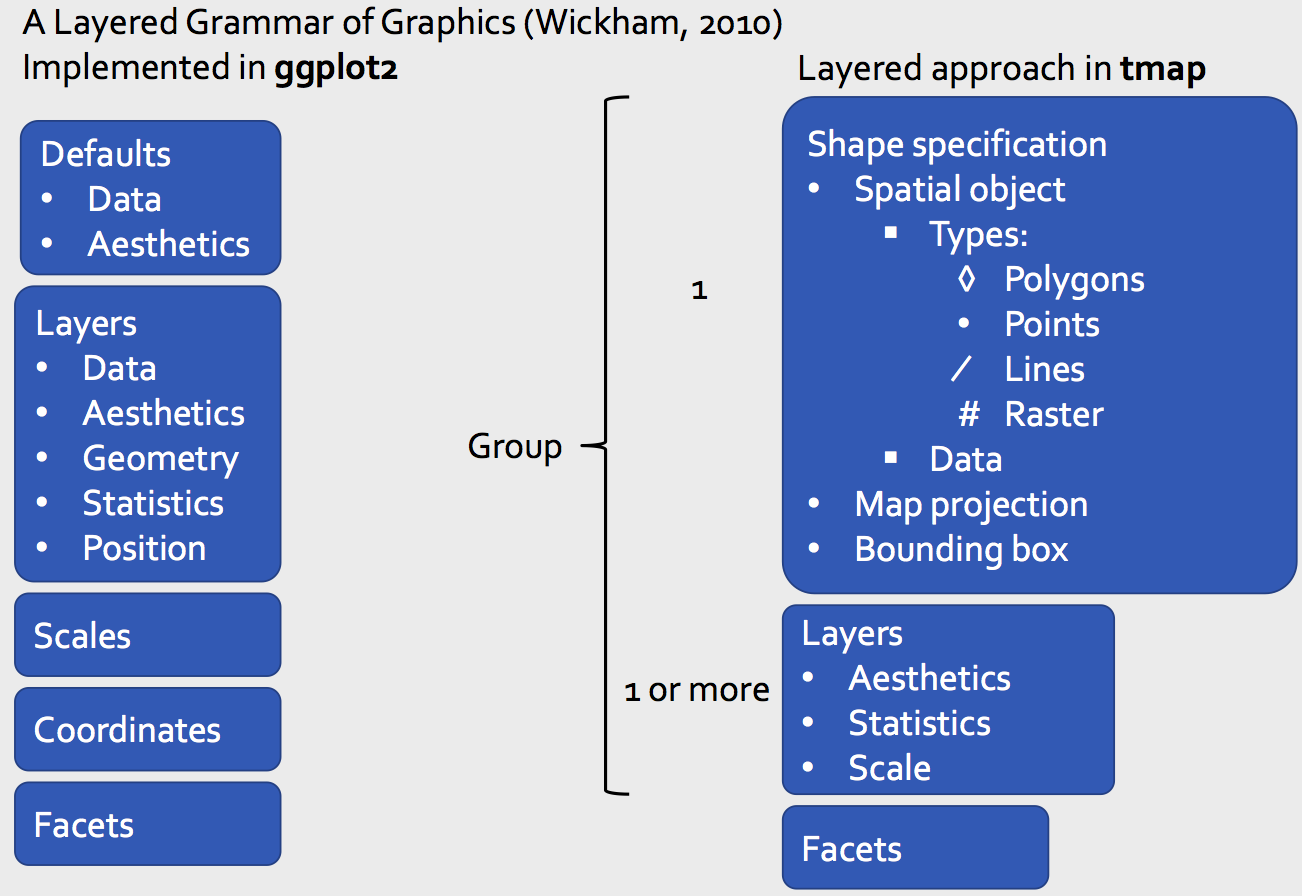 A Layered Grammar of Graphics (Wickham, 2010)
Implemented in ggplot2
Defaults
• Data
• Aesthetics
Layers
• Data
• Aesthetics
• Geometry
• Statistics
• Position
Scales
Coordinates
Facets
Group
1
1 or more
Layered approach in tmap
Shape specification
• Spatial object
▪ Types:
◊ Polygons
• Points
/ Lines
# Raster
▪ Data
• Map projection
• Bounding box
Layers
• Aesthetics
• Statistics
• Scale
Facets